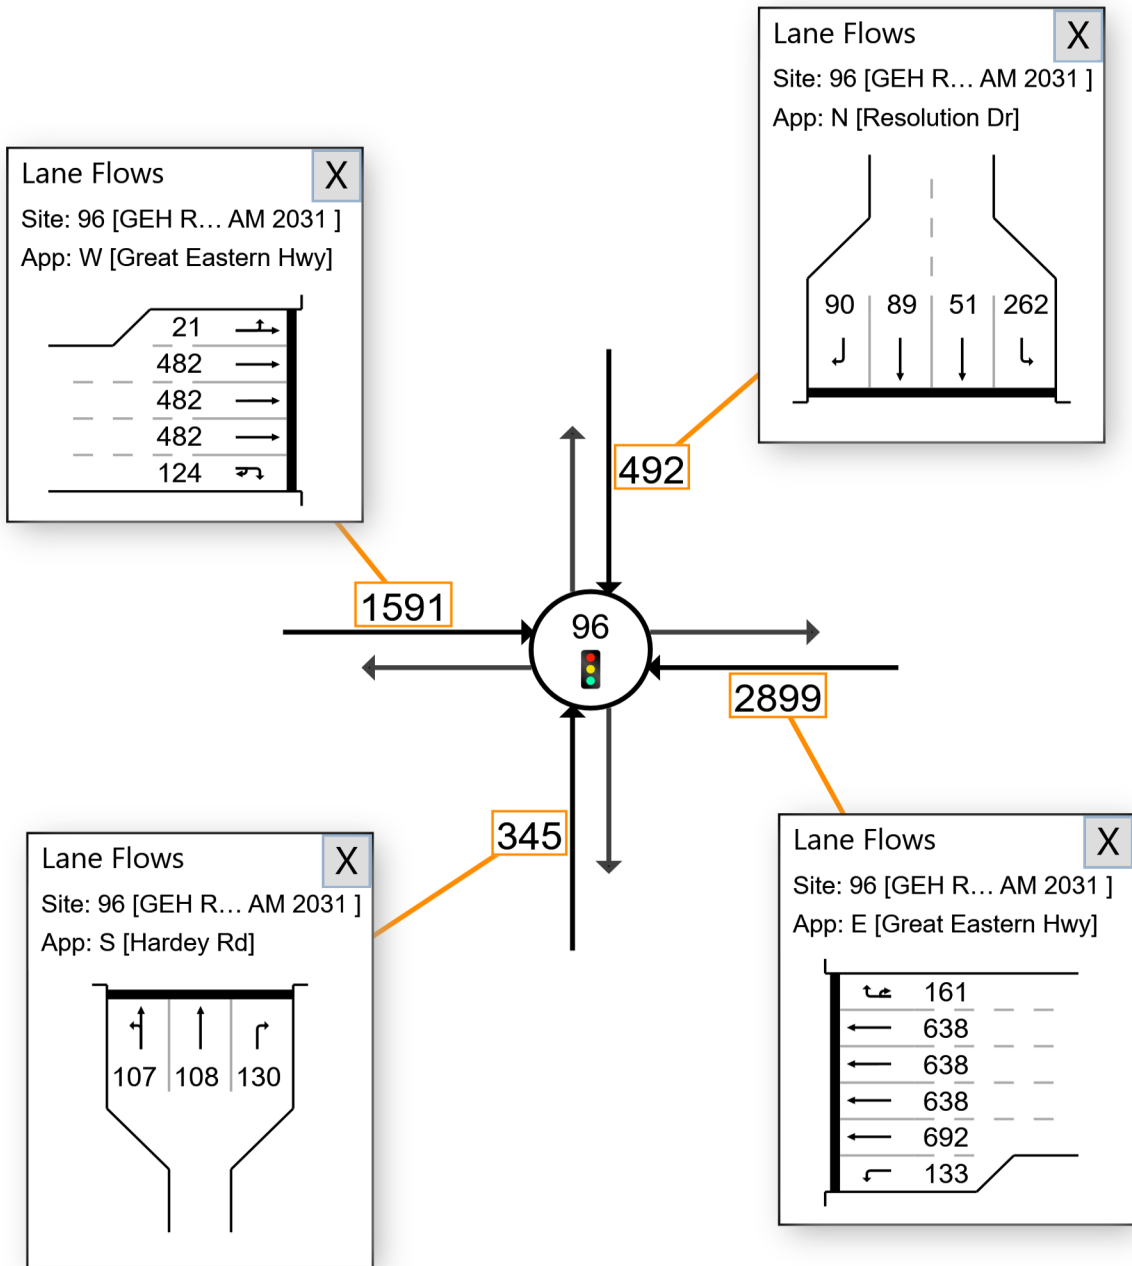 Lane Flows
X
Site: 96 [GEH R... AM 2031 ]
App: N [Resolution Dr]
90 89 51 262
Lane Flows
X
Site: 96 [GEH R... AM 2031 ]
App: W [Great Eastern Hwy]
21
482
482
482
124
492
1591
96
2899
345
Lane Flows
X
Site: 96 [GEH R... AM 2031 ]
App: S [Hardey Rd]
107 108 130
Lane Flows
X
Site: 96 [GEH R... AM 2031 ]
App: E [Great Eastern Hwy]
161
638
638
638
692
133